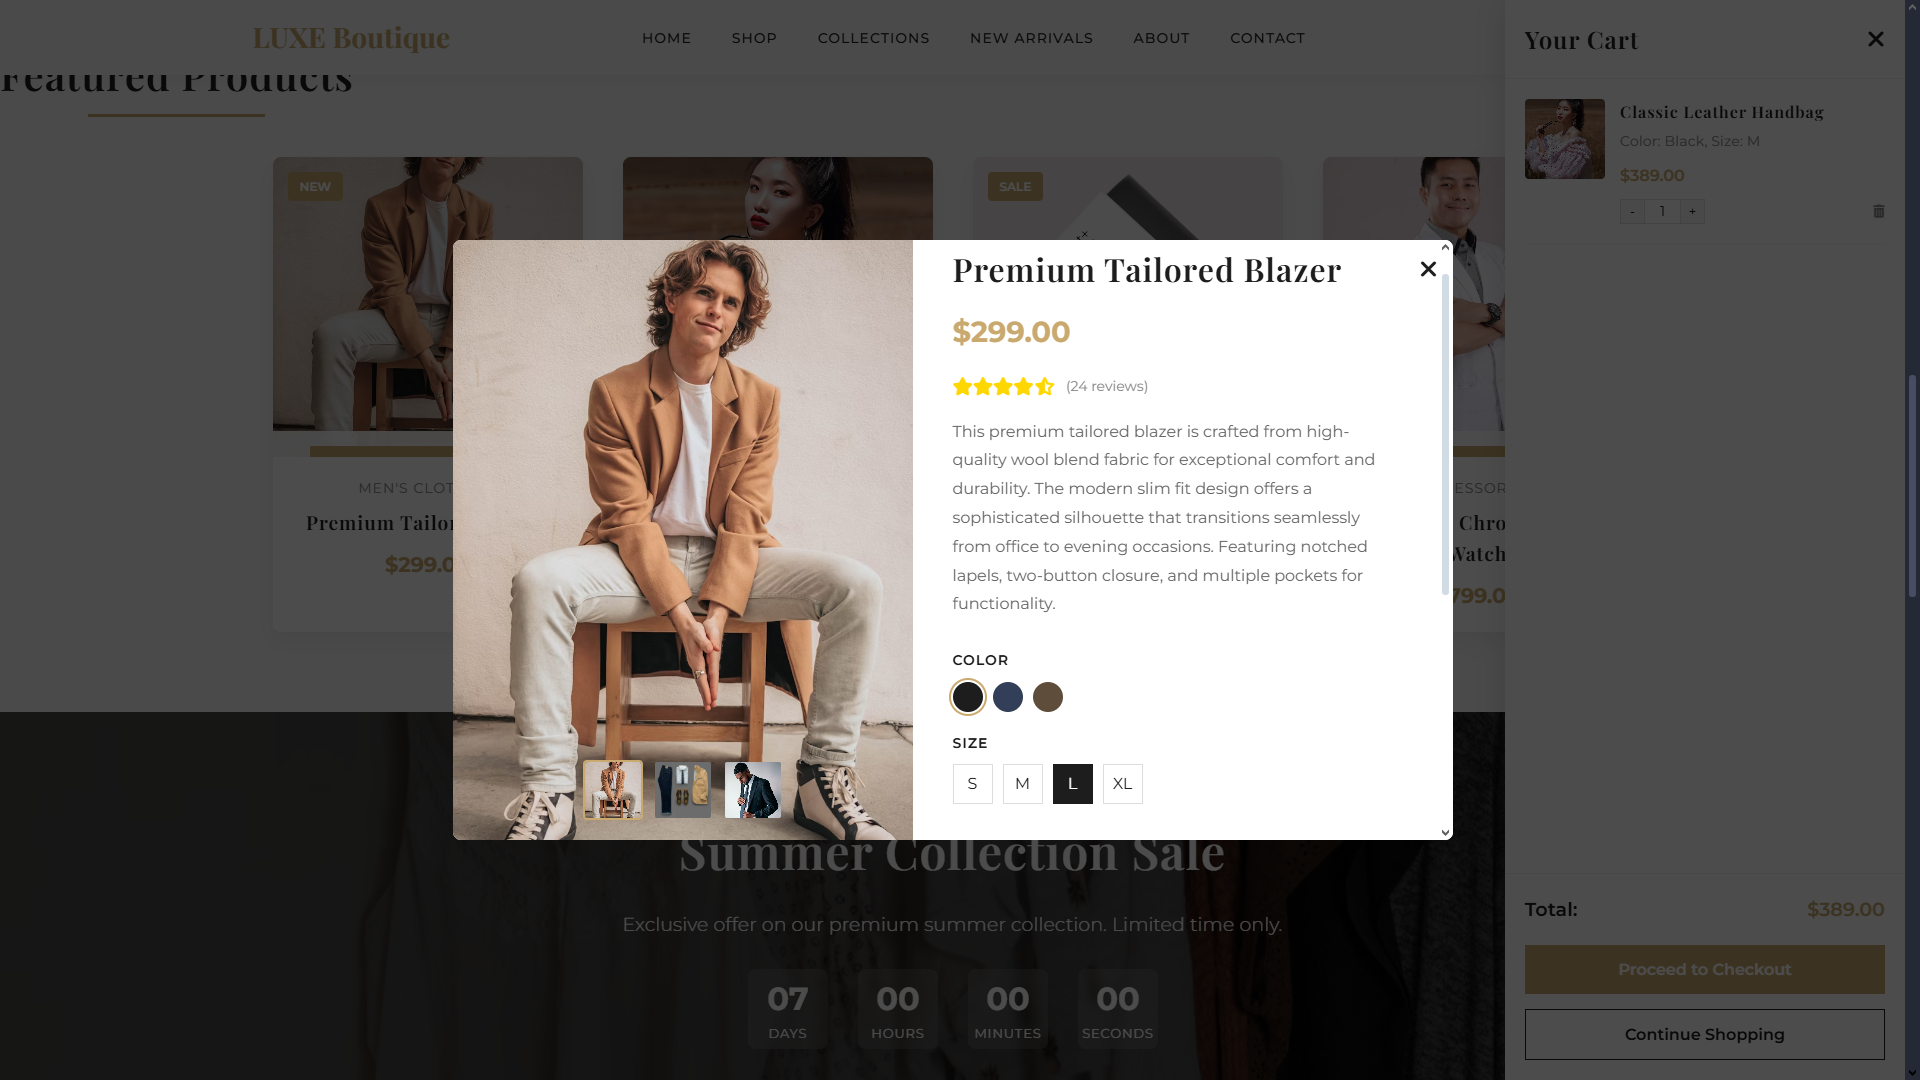 LUXE Boutique
HOME SHOP COLLECTIONS NEW ARRIVALS ABOUT CONTACT
Featured Products
NEW
SALE
MEN'S CLOT
Premium Tailor
$299.0
ESSOR
Chro
Watch
799.0
Premium Tailored Blazer
$299.00
(24 reviews)
This premium tailored blazer is crafted from high-
quality wool blend fabric for exceptional comfort and
durability. The modern slim fit design offers a
sophisticated silhouette that transitions seamlessly
from office to evening occasions. Featuring notched
lapels, two-button closure, and multiple pockets for
functionality.
COLOR
SIZE
S M L XL
Summer Collection Sale
Exclusive offer on our premium summer collection. Limited time only.
07 00 00 00
DAYS HOURS MINUTES SECONDS
Your Cart
Classic Leather Handbag
Color: Black, Size: M
$389.00
- 1 +
Total: $389.00
Proceed to Checkout
Continue Shopping